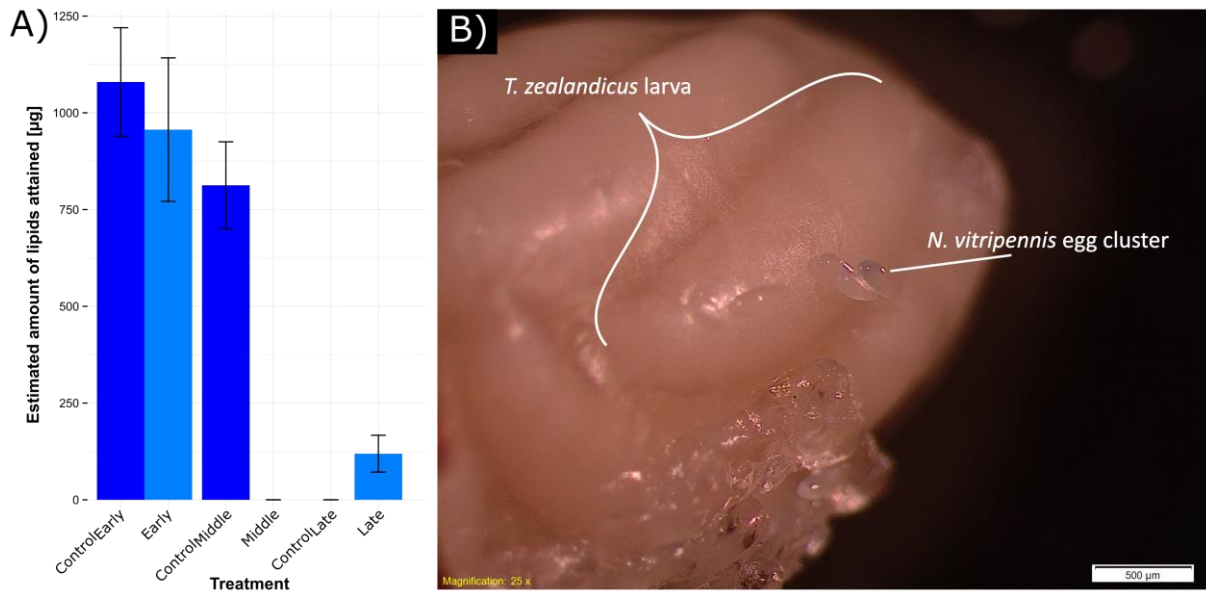 A)
Estimated amount of lipids attained [µg]
1250
1000
750
500
250
0
ControlEarly
Early
ControlMiddle
Middle
ControlLate
Late
Treatment
B)
T. zealandicus larva
N. vitripennis egg cluster
Magnification: 25 x
500 µm